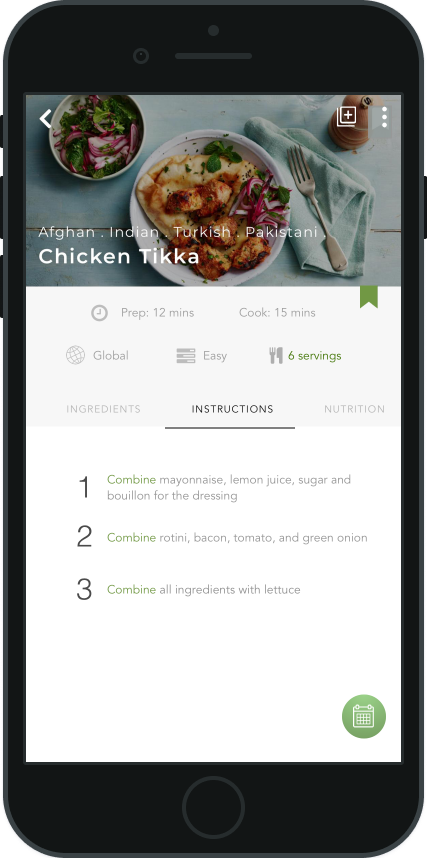 Afghan . Indian . Turkish . Pakistani .
Chicken Tikka
Prep: 12 mins Cook: 15 mins
Global Easy 6 servings
INGREDIENTS INSTRUCTIONS NUTRITION
1 Combine mayonnaise, lemon juice, sugar and
bouillon for the dressing
2 Combine rotini, bacon, tomato, and green onion
3 Combine all ingredients with lettuce